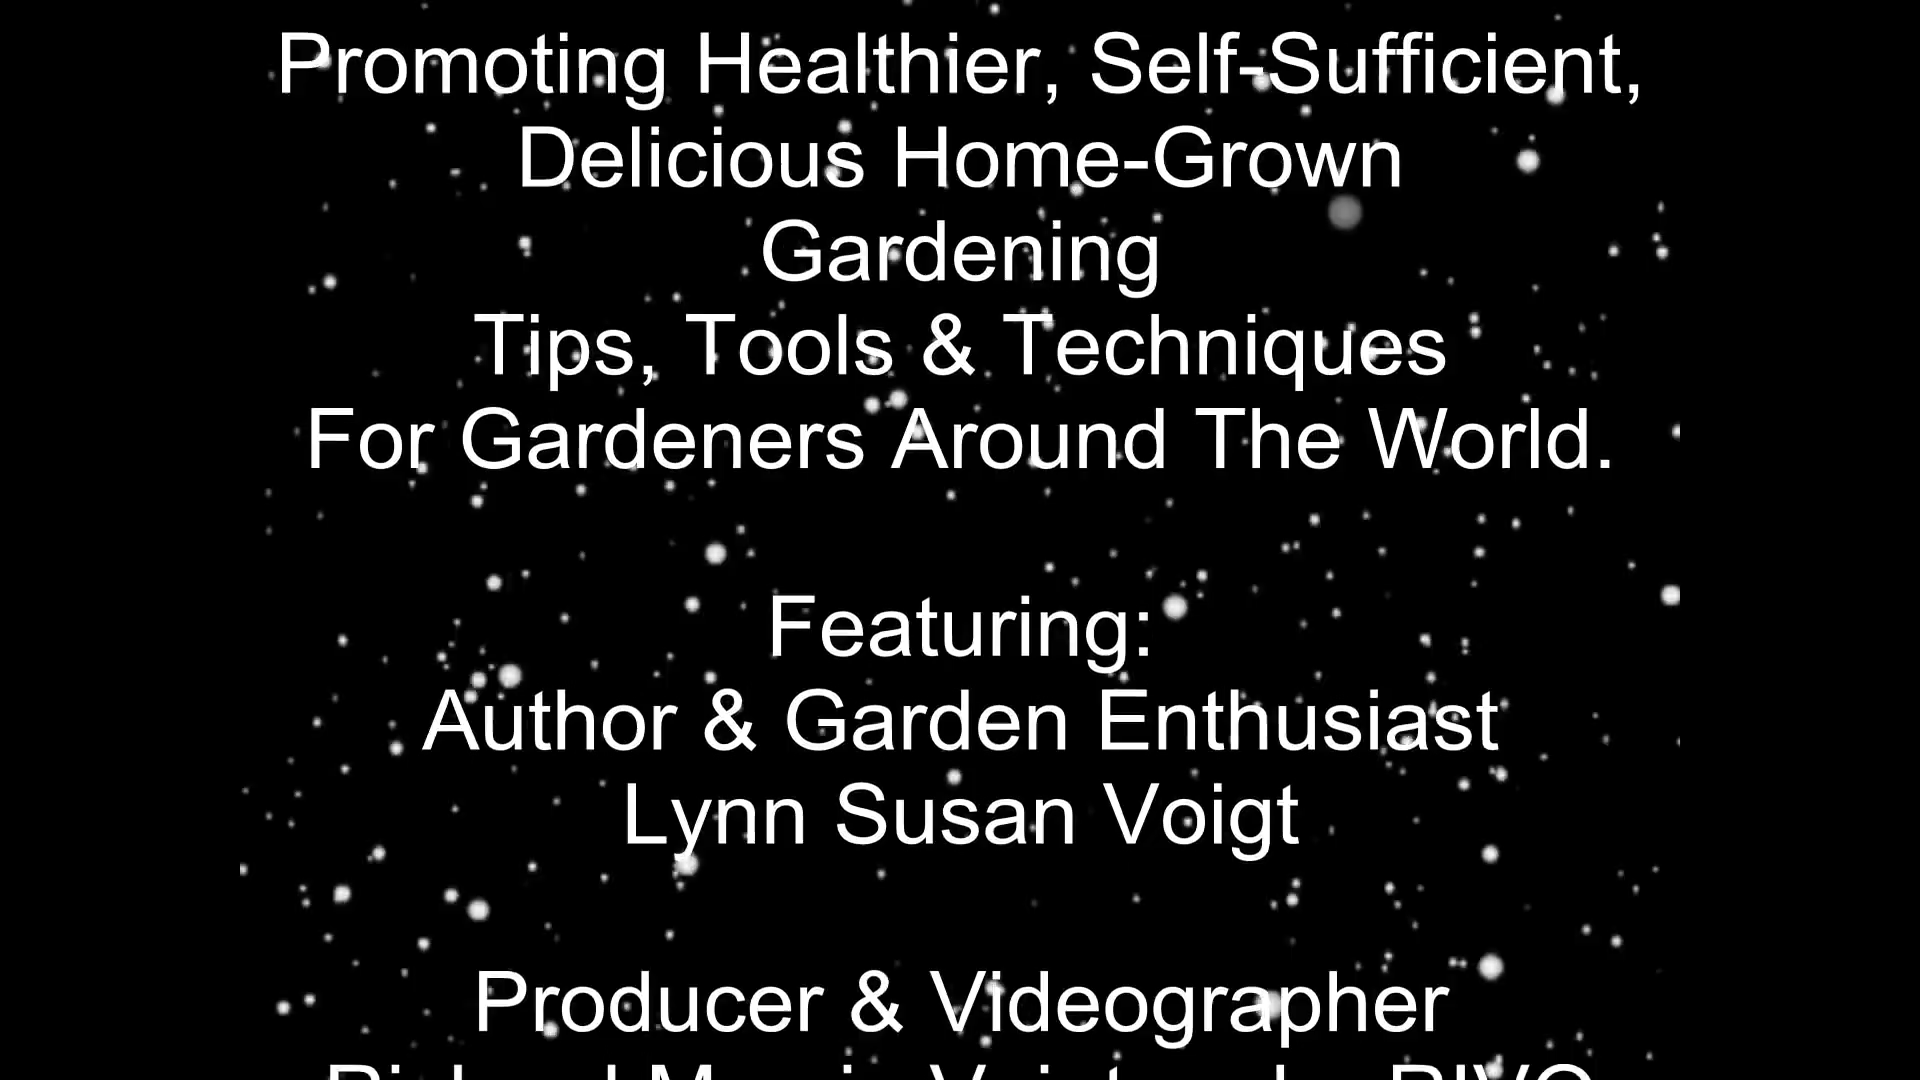 Promoting Healthier, Self-Sufficient,
Delicious Home-Grown
Gardening
Tips, Tools & Techniques
For Gardeners Around The World.
Featuring:
Author & Garden Enthusiast
Lynn Susan Voigt
Producer & Videographer